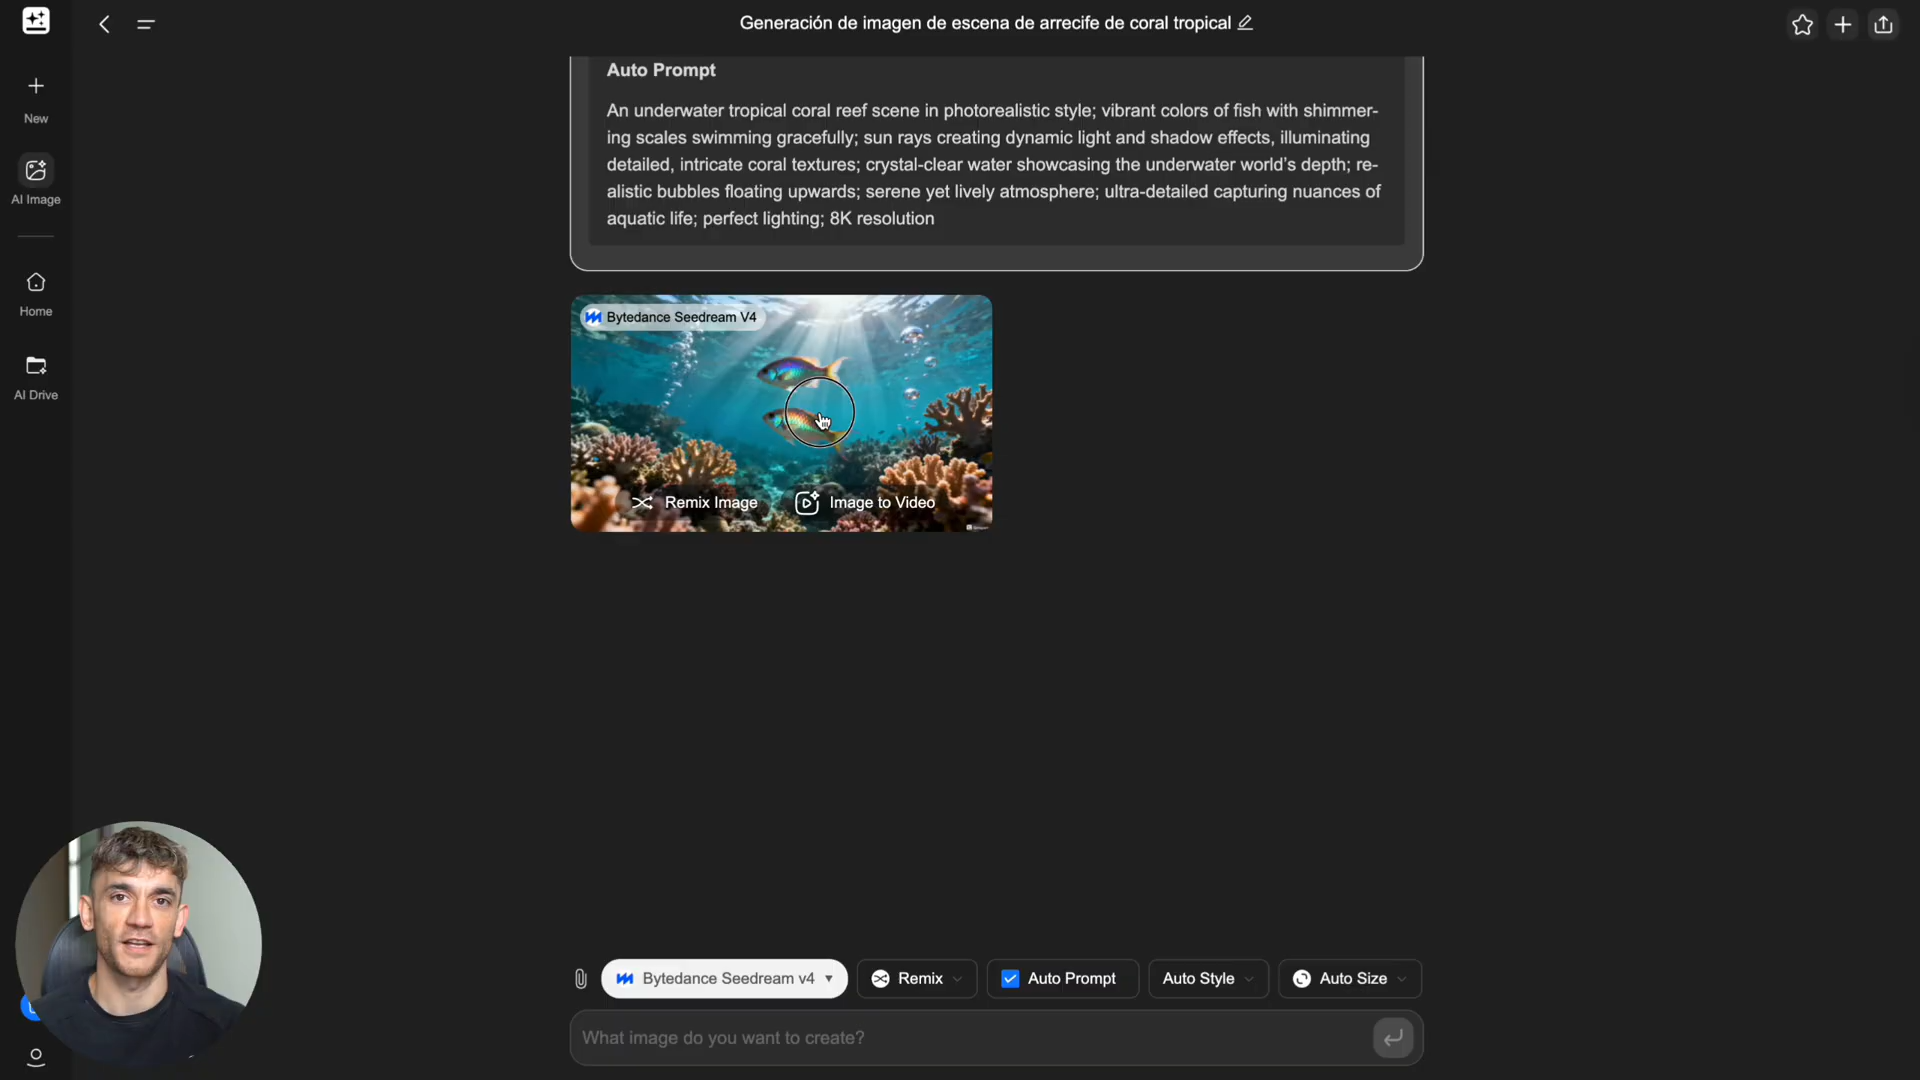 Generación de imagen de escena de arrecife de coral tropical
New
AI Image
Home
AI Drive
Auto Prompt
An underwater tropical coral reef scene in photorealistic style; vibrant colors of fish with shimmer-
ing scales swimming gracefully; sun rays creating dynamic light and shadow effects, illuminating
detailed, intricate coral textures; crystal-clear water showcasing the underwater world's depth; re-
alistic bubbles floating upwards; serene yet lively atmosphere; ultra-detailed capturing nuances of
aquatic life; perfect lighting; 8K resolution
Bytedance Seedream V4
Remix Image
Image to Video
Bytedance Seedream v4
Remix
Auto Prompt
Auto Style
Auto Size
What image do you want to create?